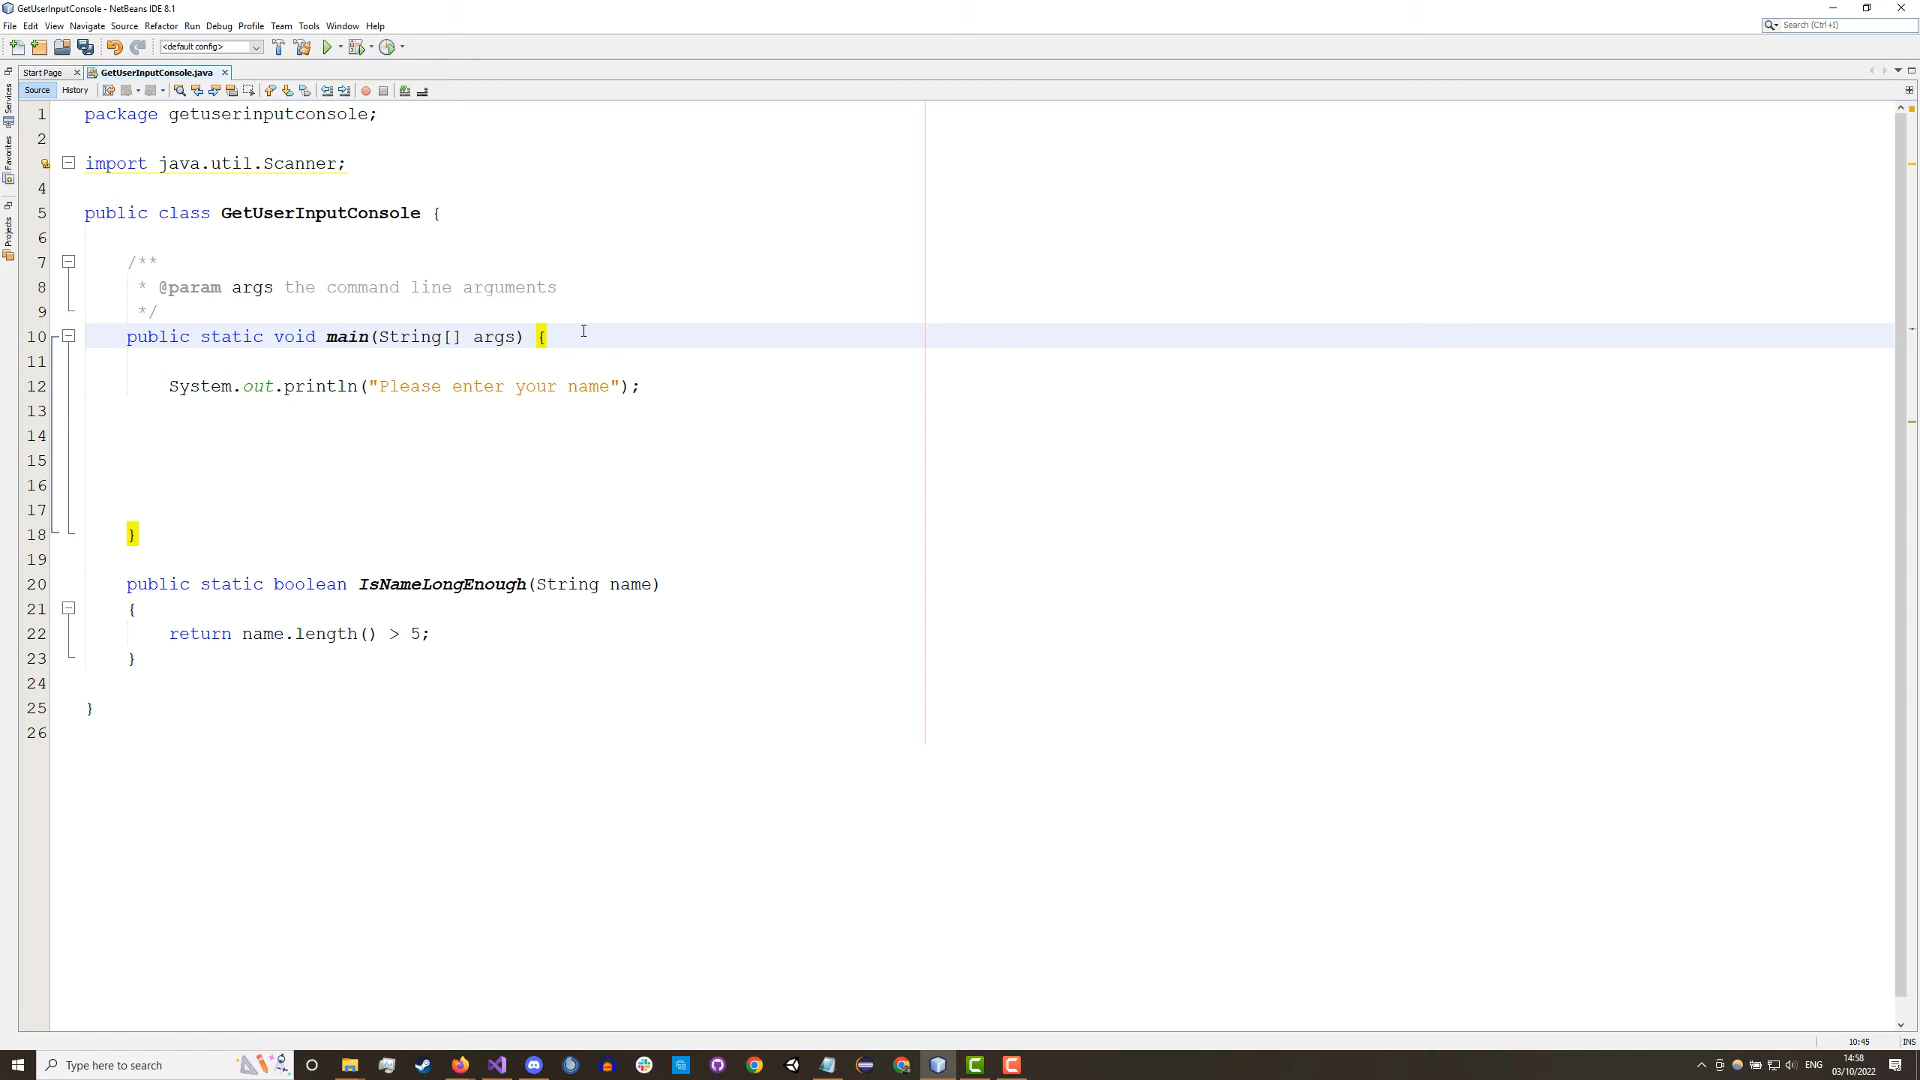 GetUserInputConsole - NetBeans IDE 8.1
File Edit View Navigate Source Refactor Run Debug Profile Team Tools Window Help
Search (Ctrl+I)
<default config>
Start Page
GetUserInputConsole.java
Source History
Services
Favorites
Projects
1 package getuserinputconsole;
2
import java.util.Scanner;
4
5 public class GetUserInputConsole {
6
7 /**
8 * @param args the command line arguments
9 */
10 public static void main(String[] args) {
11
12 System.out.println("Please enter your name");
13
14
15
16
17
18 }
19
20 public static boolean IsNameLongEnough(String name)
21 {
22 return name.length() > 5;
23 }
24
25 }
26
10:45 INS
Type here to search
ENG
14:58
03/10/2022